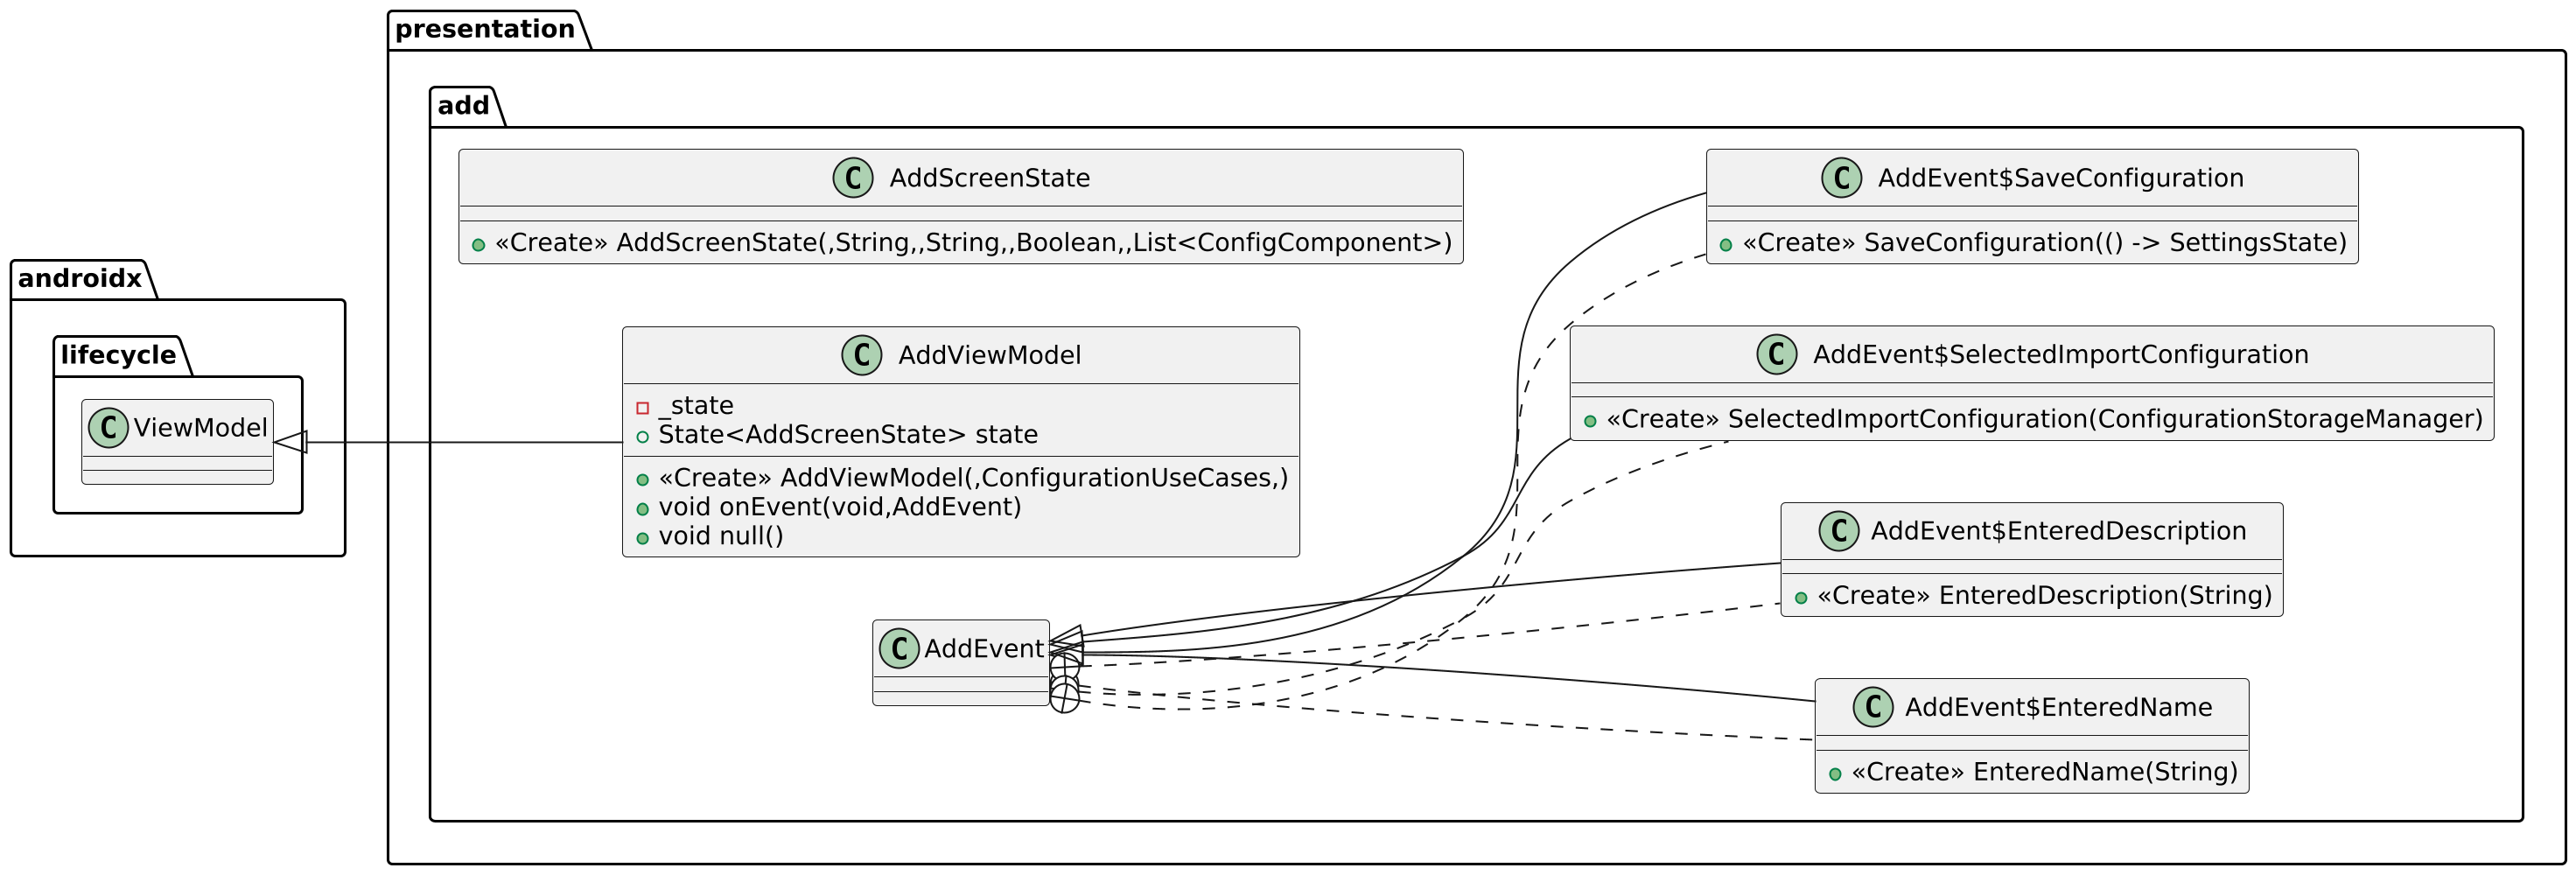 presentation
add
C AddScreenState
«Create» AddScreenState(,String,,String,,Boolean,,List<ConfigComponent>)
C AddEvent$SaveConfiguration
«Create» SaveConfiguration(() -> SettingsState)
androidx
lifecycle
C ViewModel
C AddViewModel
_state
State<AddScreenState> state
«Create» AddViewModel(,ConfigurationUseCases,)
void onEvent(void,AddEvent)
void null()
C AddEvent$SelectedImportConfiguration
«Create» SelectedImportConfiguration(ConfigurationStorageManager)
C AddEvent$EnteredDescription
«Create» EnteredDescription(String)
C AddEvent
C AddEvent$EnteredName
«Create» EnteredName(String)